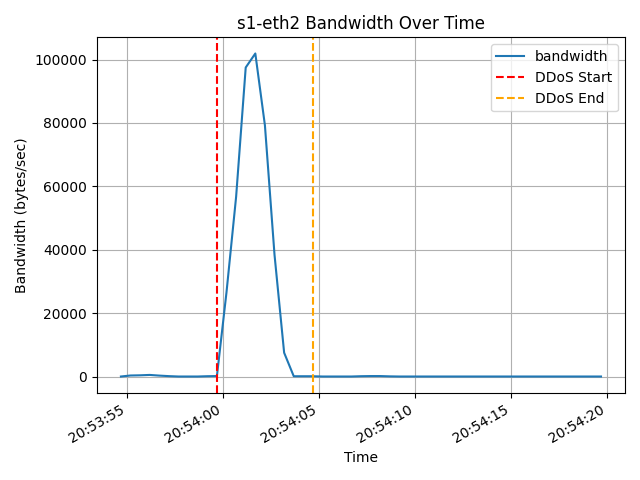 s1-eth2 Bandwidth Over Time
bandwidth
DDoS Start
DDoS End
Bandwidth (bytes/sec)
100000
80000
60000
40000
20000
0
20:53:55
20:54:00
20:54:05
20:54:10
20:54:15
20:54:20
Time